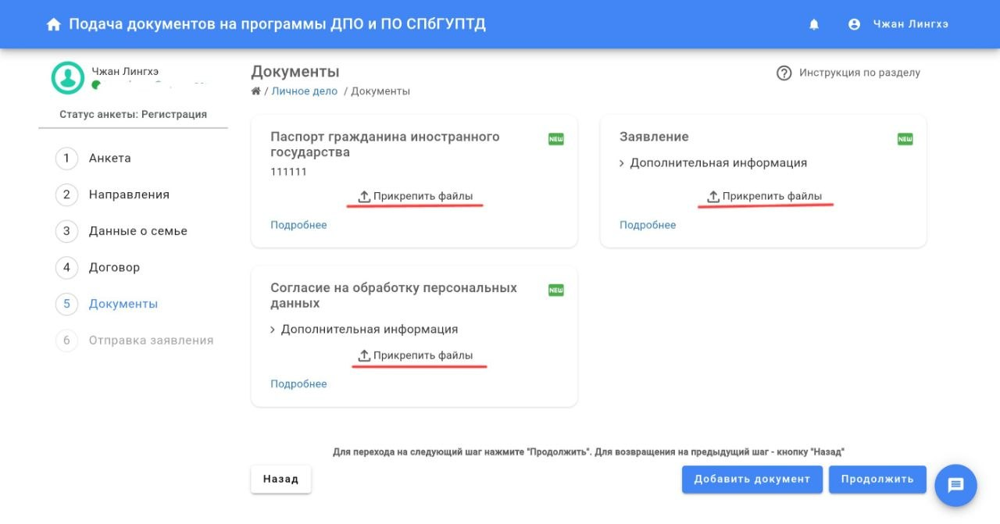 Подача документов на программы ДПО и ПО СПбГУПТД
Чжан Лингхэ
Чжан Лингхэ
Статус анкеты: Регистрация
1 Анкета
2 Направления
3 Данные о семье
4 Договор
5 Документы
6 Отправка заявления
Документы
/ Личное дело / Документы
Инструкция по разделу
Паспорт гражданина иностранного
государства
NEW
111111
Прикрепить файлы
Подробнее
Заявление
NEW
> Дополнительная информация
Прикрепить файлы
Подробнее
Согласие на обработку персональных
данных
NEW
> Дополнительная информация
Прикрепить файлы
Подробнее
Для перехода на следующий шаг нажмите "Продолжить". Для возвращения на предыдущий шаг - кнопку "Назад"
Назад
Добавить документ
Продолжить